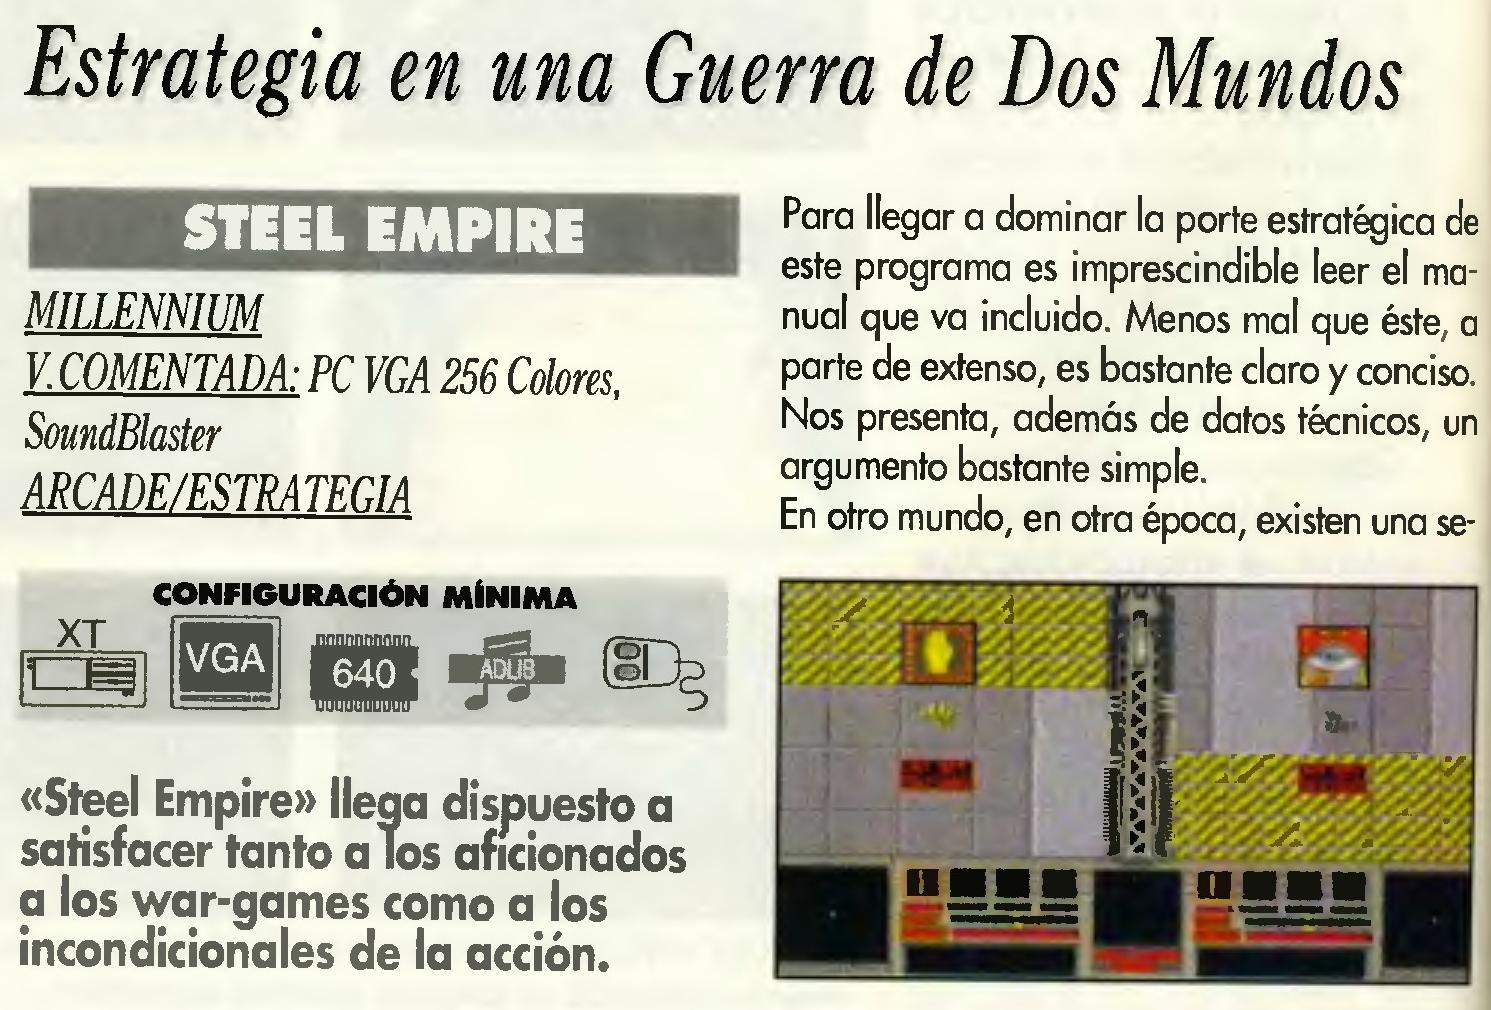 Estrategia en una Guerra de Dos Mundos
STEEL EMPIRE
MILLENNIUM
V. COMENTADA: PC VGA 256 Colores,
SoundBlaster
ARCADE/ESTRATEGIA
CONFIGURACIÓN MÍNIMA
XT
VGA
640
ADLIB
«Steel Empire» llega dispuesto a
satisfacer tanto a los aficionados
a los war-games como a los
incondicionales de la acción.
Para llegar a dominar la porte estratégica de
este programa es imprescindible leer el ma-
nual que va incluido. Menos mal que éste, a
parte de extenso, es bastante claro y conciso.
Nos presenta, además de datos técnicos, un
argumento bastante simple.
En otro mundo, en otra época, existen una se-